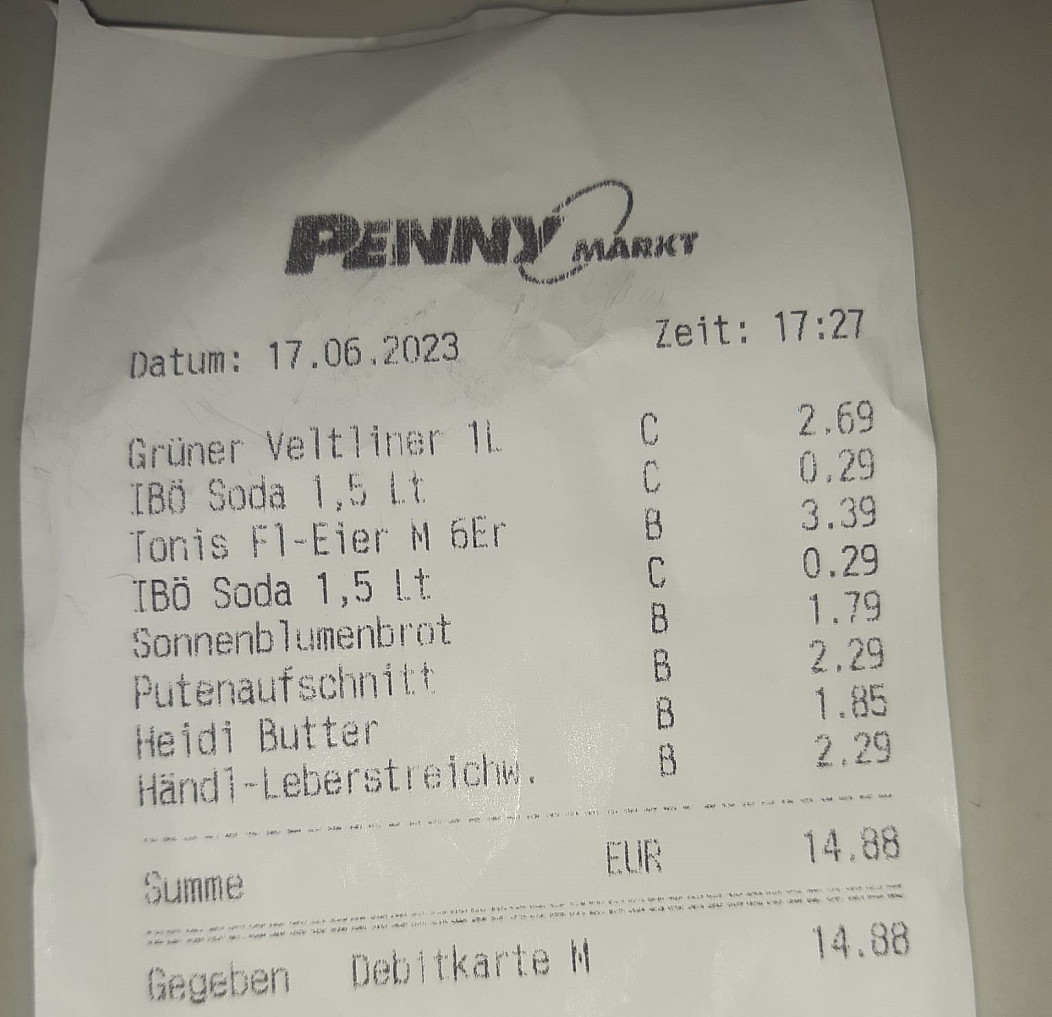 PENNY MARKT
Datum: 17.06.2023 Zeit: 17:27
Grüner Veltliner 1L C 2.69
IBÖ Soda 1,5 Lt C 0.29
Tonis Fl-Eier M 6Er B 3.39
IBÖ Soda 1,5 Lt C 0.29
Sonnenblumenbrot B 1.79
Putenaufschnitt B 2.29
Heidi Butter B 1.85
Händl-Leberstreichw. B 2.29
Summe EUR 14.88
Gegeben Debitkarte M 14.88